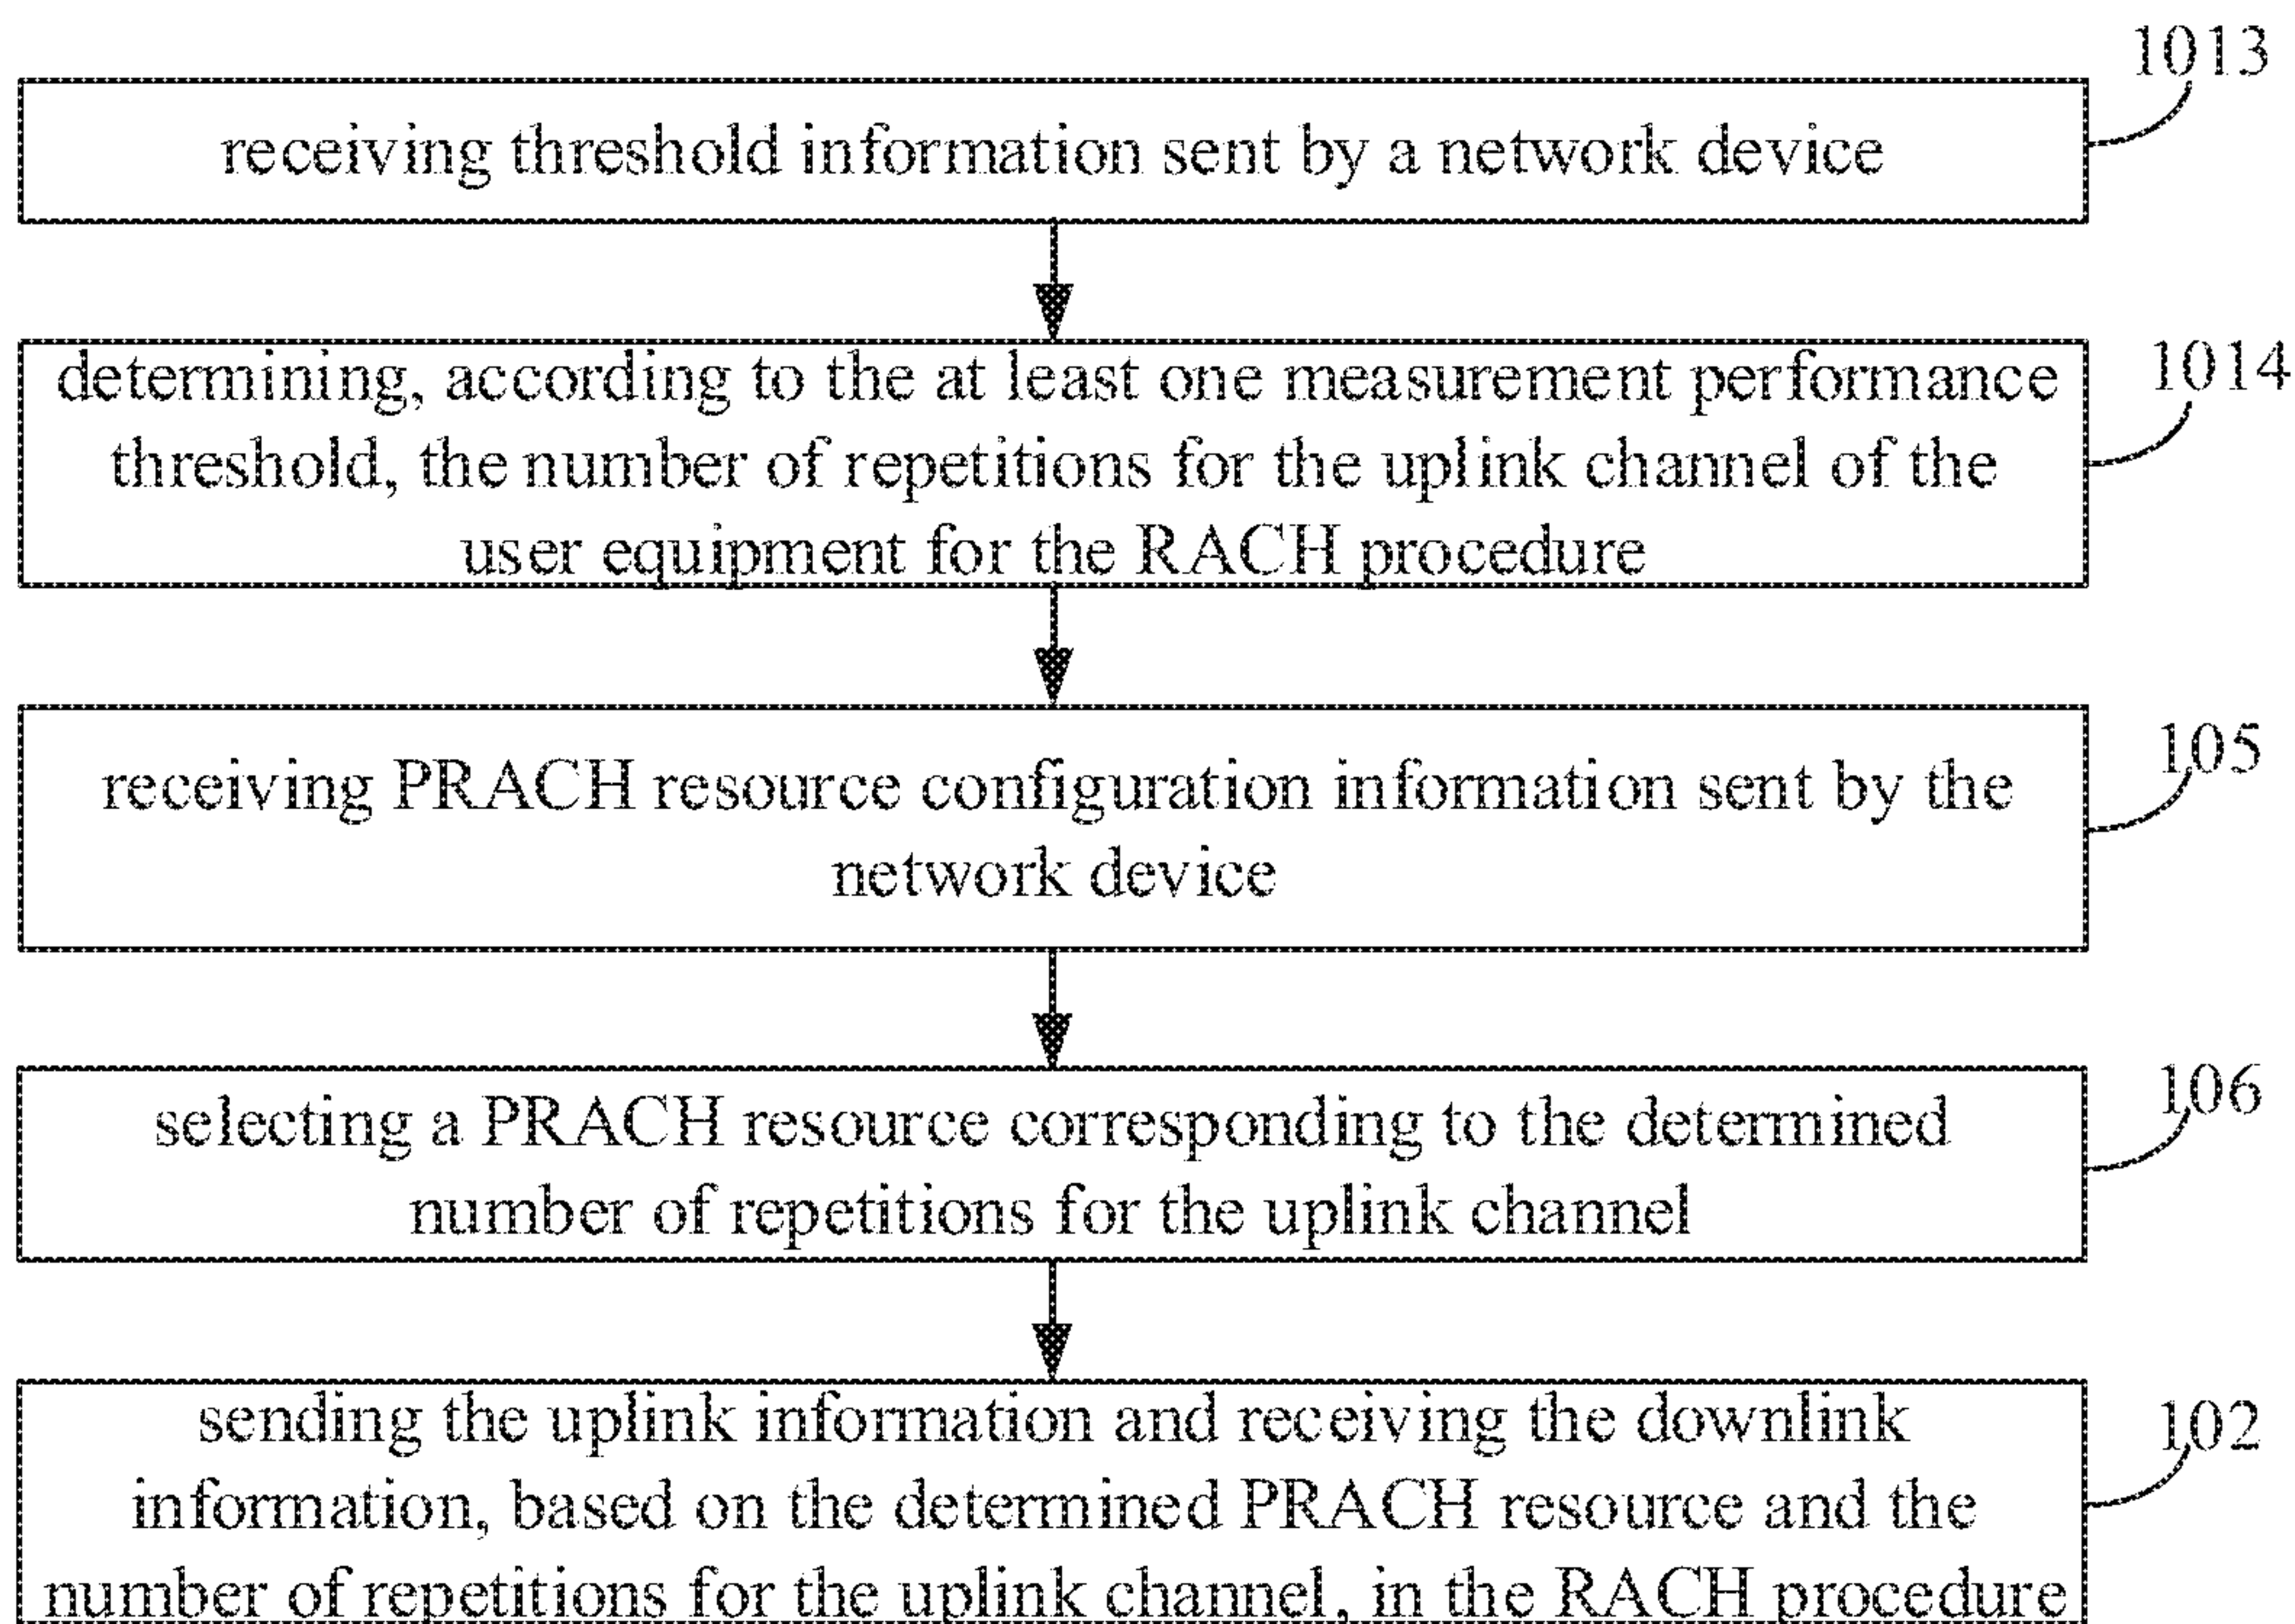 1013
receiving threshold information sent by a network device
1014
determining, according to the at least one measurement performance
threshold, the number of repetitions for the uplink channel of the
user equipment for the RACH procedure
105
receiving PRACH resource configuration information sent by the
network device
106
selecting a PRACH resource corresponding to the determined
number of repetitions for the uplink channel
102
sending the uplink information and receiving the downlink
information, based on the determined PRACH resource and the
number of repetitions for the uplink channel, in the RACH procedure